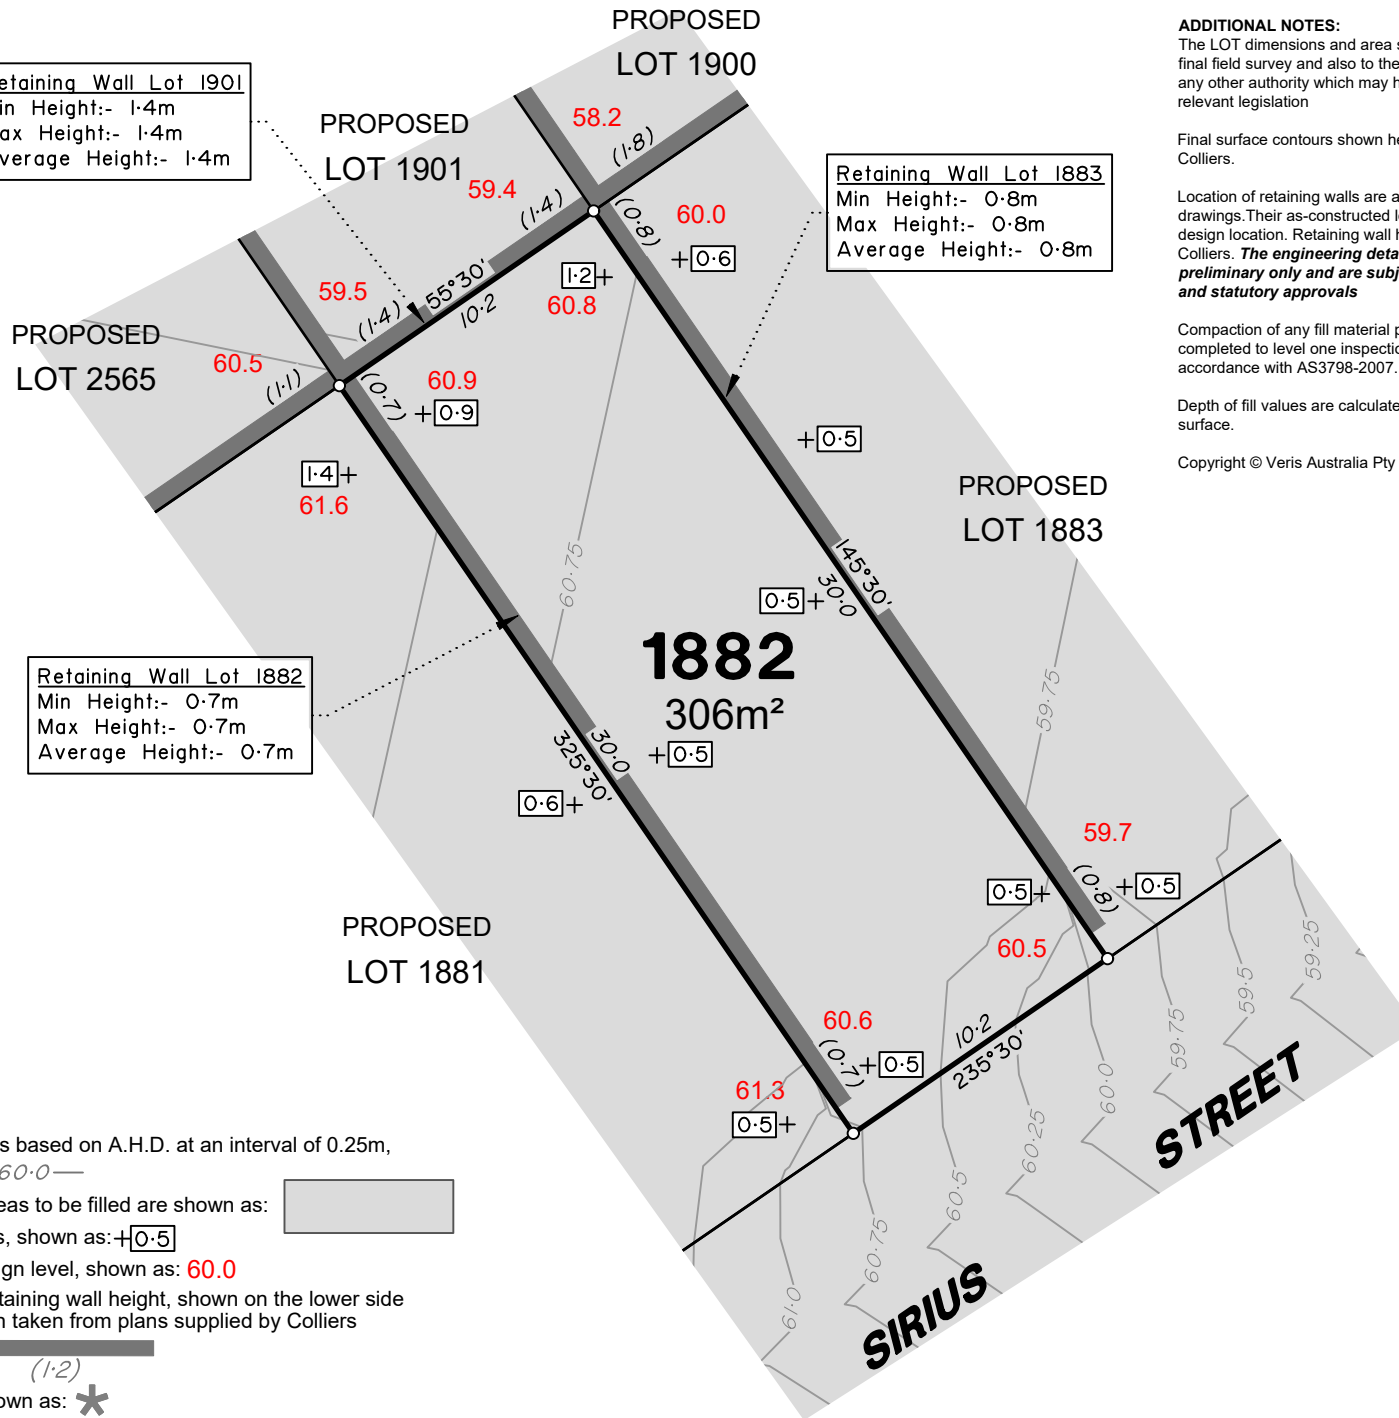 PROPOSED
LOT 1900
ADDITIONAL NOTES:
The LOT dimensions and area
final field survey and also to the
any other authority which may
relevant legislation
Final surface contours shown
Colliers.
Location of retaining walls are
drawings.Their as-constructed
design location. Retaining wall
Colliers. The engineering
preliminary only and are
and statutory approvals
Compaction of any fill material
completed to level one
accordance with AS3798-2007.
Depth of fill values are
surface.
Copyright © Veris Australia Pty
Retaining Wall Lot 1901
Min Height:- 1·4m
Max Height:- 1·4m
Average Height:- 1·4m
PROPOSED
LOT 1901
58.2
(1·8)
59.4
(1·4)
(0·8)
60.0
+0·6
Retaining Wall Lot 1883
Min Height:- 0·8m
Max Height:- 0·8m
Average Height:- 0·8m
59.5
(1·4)
55°30'
10·2
1·2+
60.8
PROPOSED
LOT 2565
60.5
(1·1)
(0·7)
60.9
+0·9
1·4+
61.6
+0·5
PROPOSED
LOT 1883
60·75
145°30'
30·0
0·5+
1882
306m²
59·75
Retaining Wall Lot 1882
Min Height:- 0·7m
Max Height:- 0·7m
Average Height:- 0·7m
30·0
325°30'
+0·5
0·6+
59.7
(0·8)
+0·5
0·5+
60.5
PROPOSED
LOT 1881
60.6
(0·7)
+0·5
61.3
0·5+
10·2
235°30'
59·25
59·5
59·75
60·0
60·25
60·5
60·75
61·0
SIRIUS STREET
based on A.H.D. at an interval of 0.25m,
60·0
to be filled are shown as:
shown as:+0·5
level, shown as: 60.0
wall height, shown on the lower side
taken from plans supplied by Colliers
(1·2)
as: